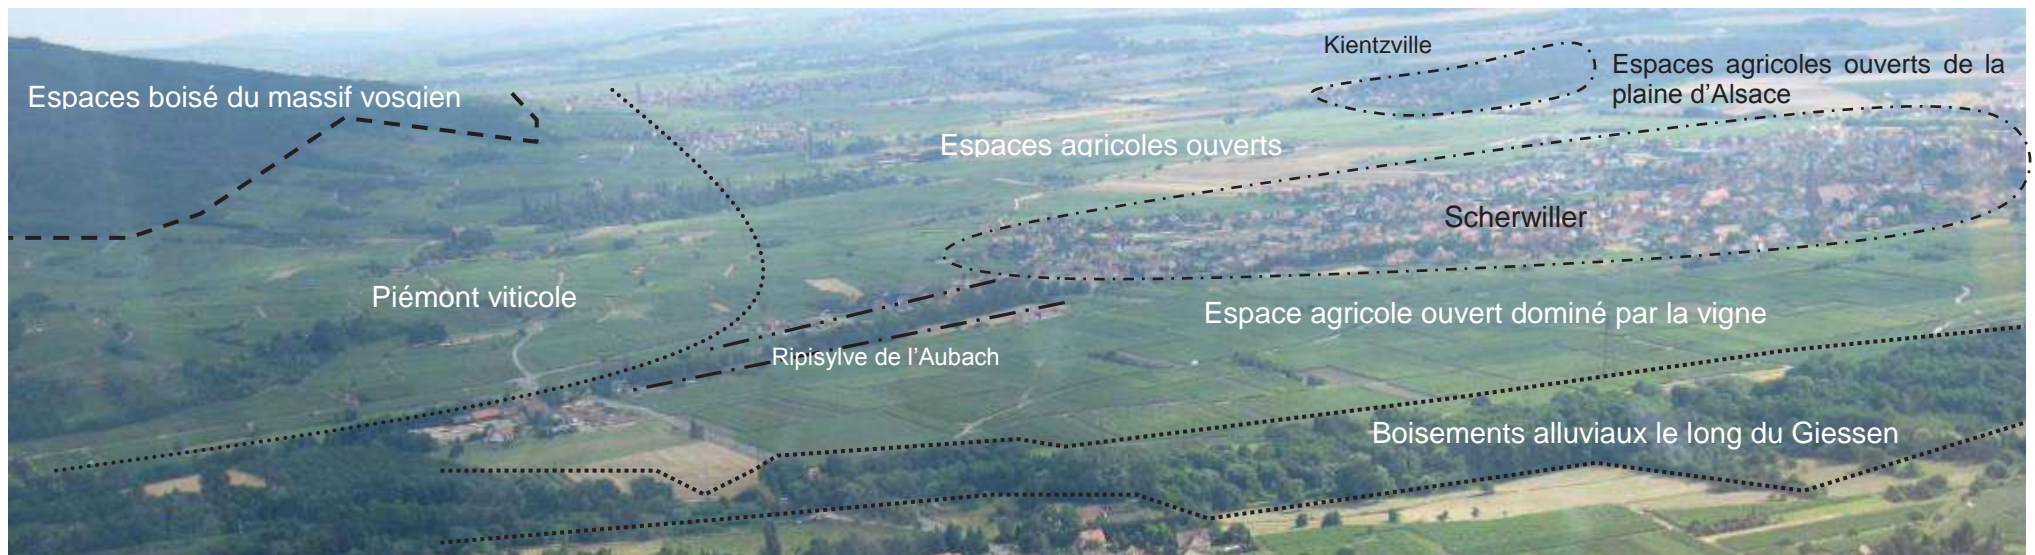 Kientzville
Espaces agricoles ouverts de la
plaine d'Alsace
Espaces boisé du massif vosgien
Espaces agricoles ouverts
Scherwiller
Piémont viticole
Espace agricole ouvert dominé par la vigne
Ripisylve de l'Aubach
Boisements alluviaux le long du Giessen